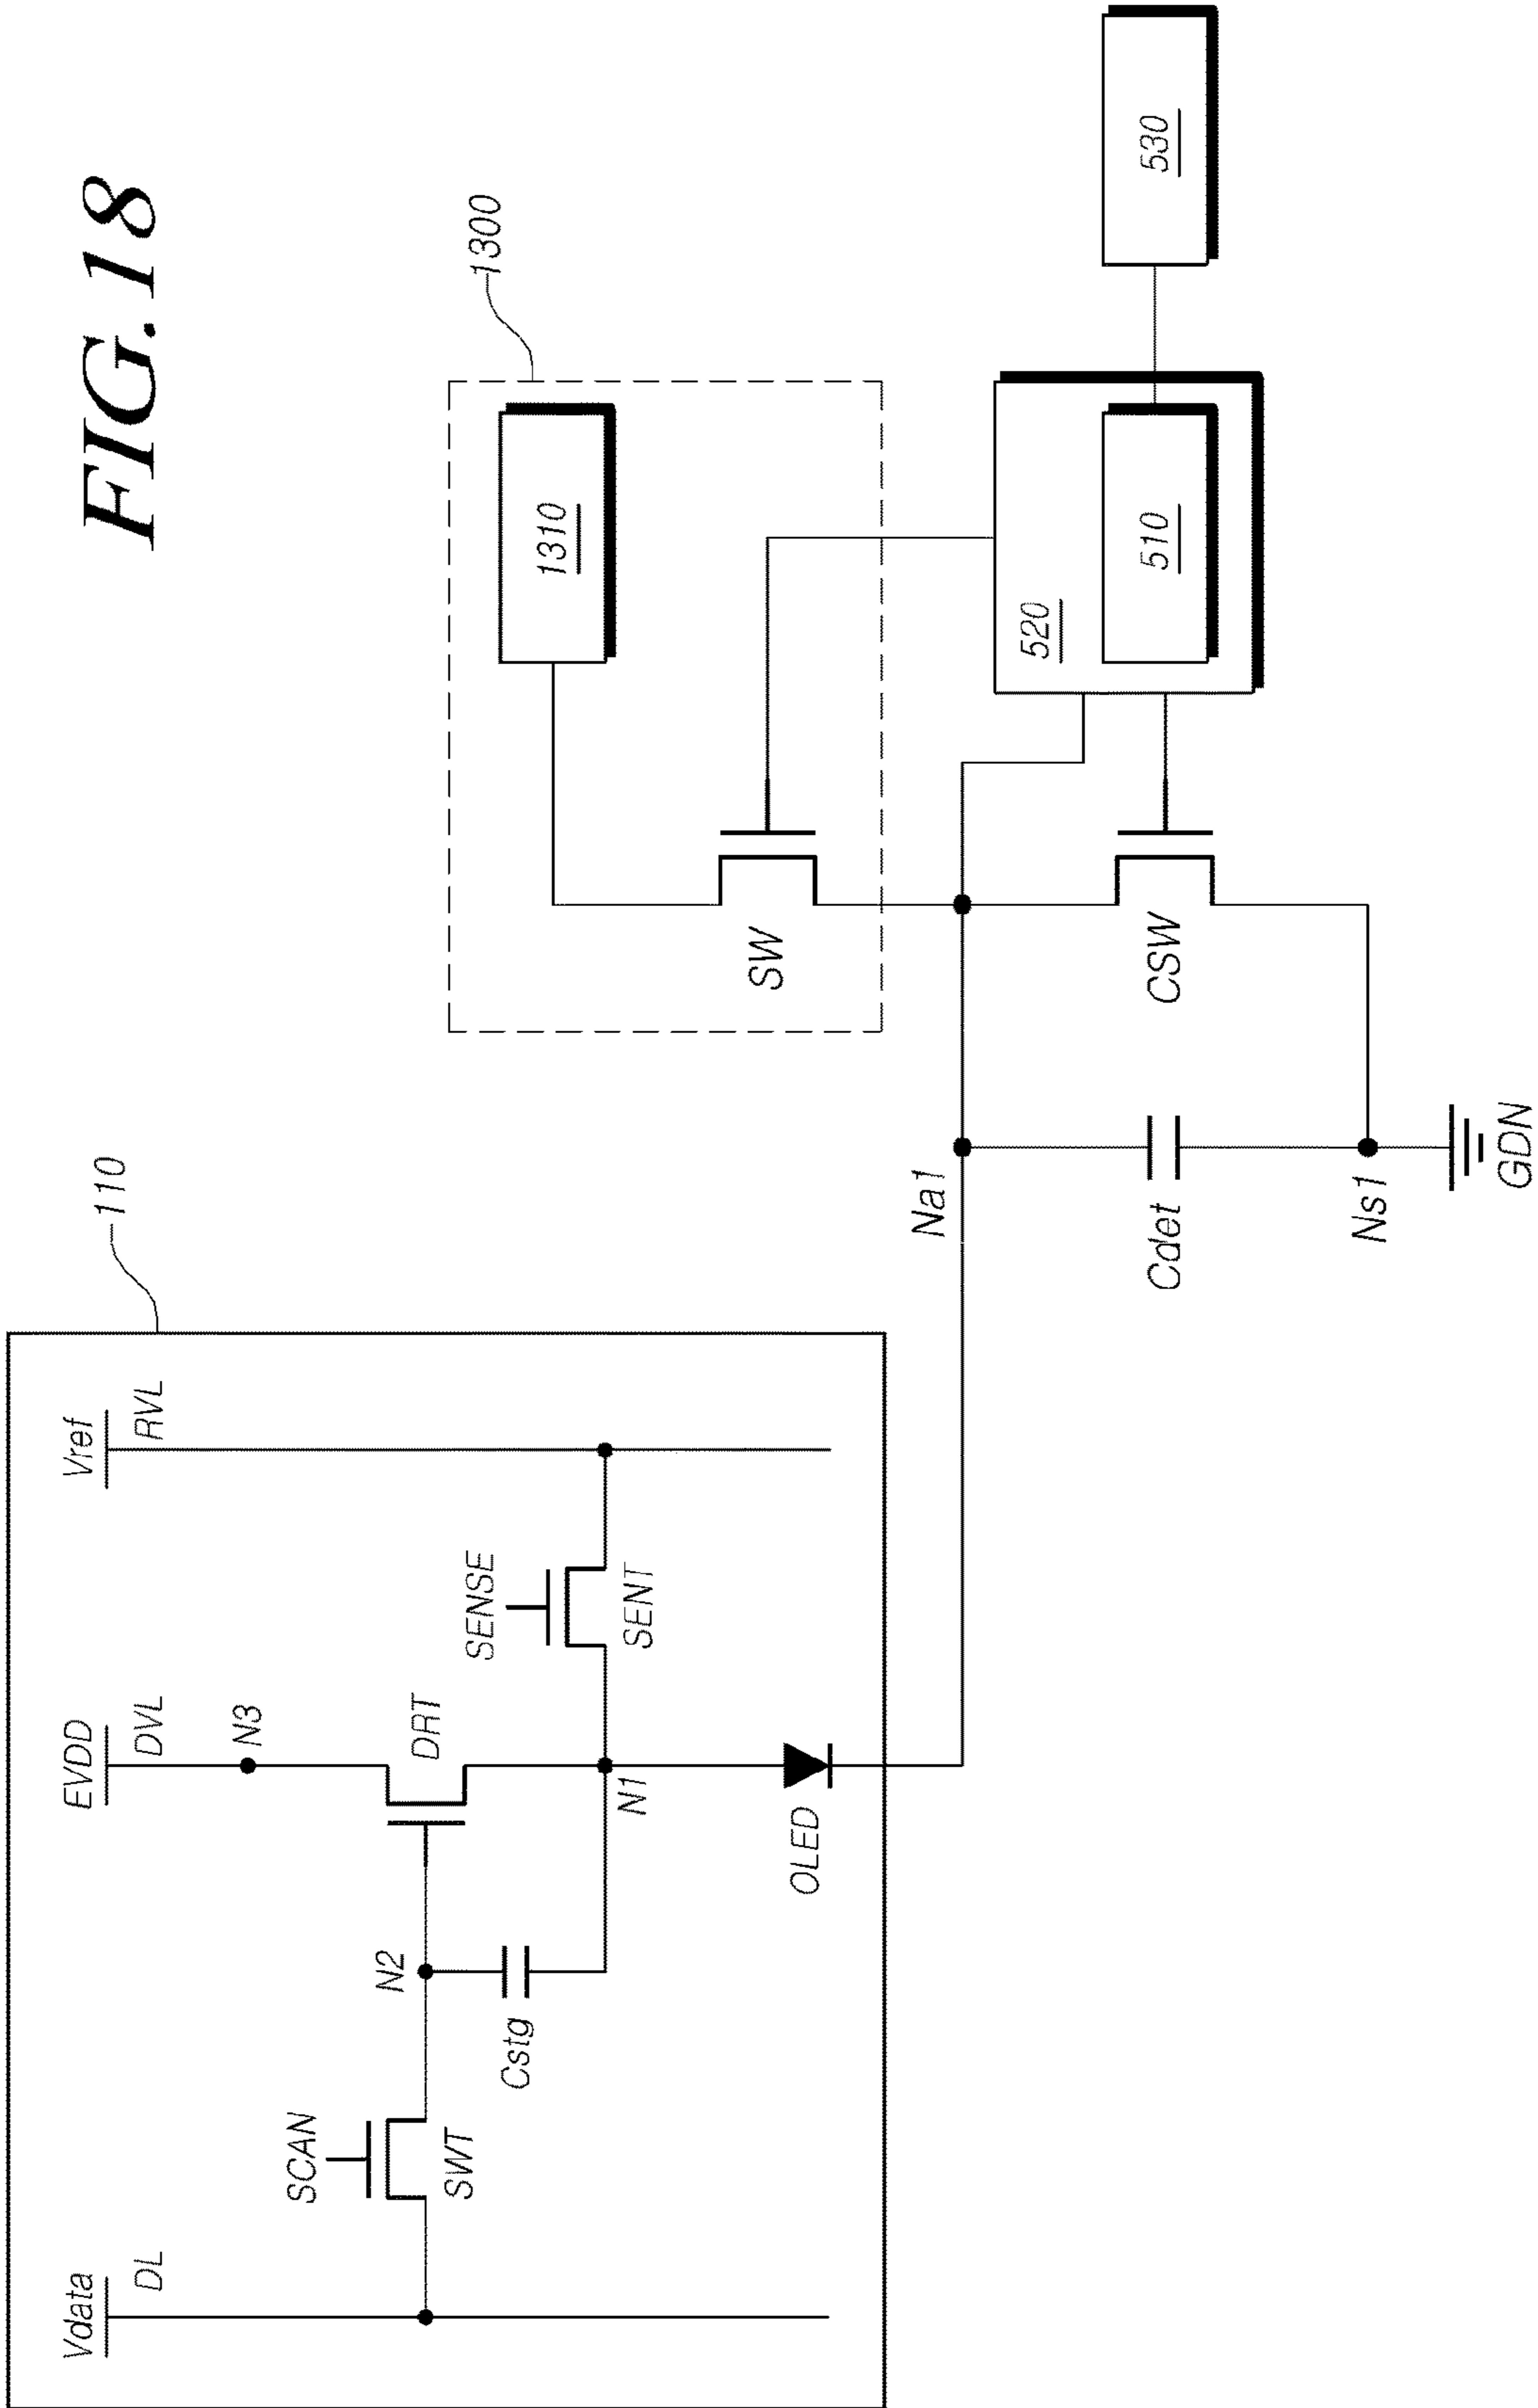 FIG.18
110
Vdata
DL
EVDD
DVL
Vref
RVL
N3
SCAN
SWT
N2
DRT
SENSE
SENT
Cstg
N1
OLED
1300
1310
SW
Na1
520
510
530
Cdet
CSW
Ns1
GDN